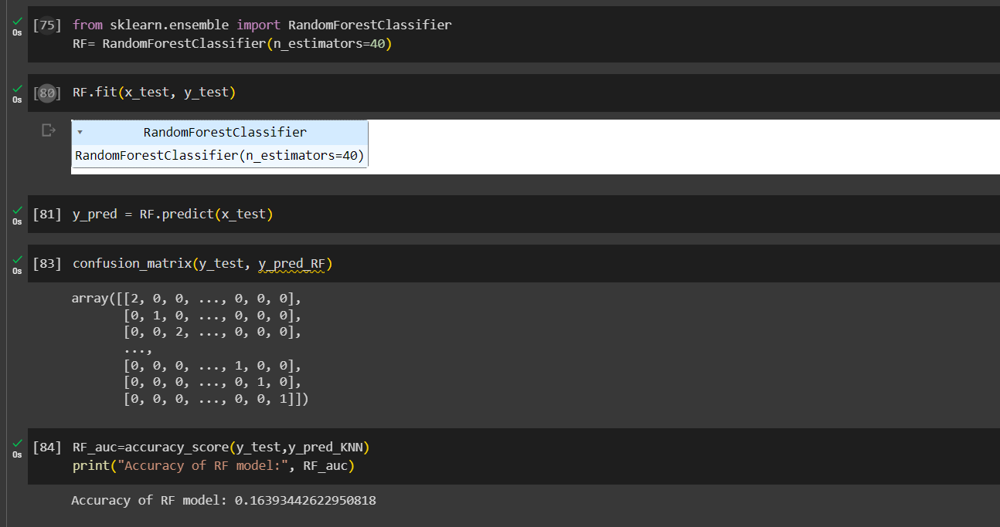 [75] from sklearn.ensemble import RandomForestClassifier
0s
RF= RandomForestClassifier(n_estimators=40)
[80] RF.fit(x_test, y_test)
0s
RandomForestClassifier
RandomForestClassifier(n_estimators=40)
[81] y_pred = RF.predict(x_test)
0s
[83] confusion_matrix(y_test, y_pred_RF)
0s
array([[2, 0, 0, ..., 0, 0, 0],
[0, 1, 0, ..., 0, 0, 0],
[0, 0, 2, ..., 0, 0, 0],
...,
[0, 0, 0, ..., 1, 0, 0],
[0, 0, 0, ..., 0, 1, 0],
[0, 0, 0, ..., 0, 0, 1]])
[84] RF_auc=accuracy_score(y_test,y_pred_KNN)
0s
print("Accuracy of RF model:", RF_auc)
Accuracy of RF model: 0.16393442622950818